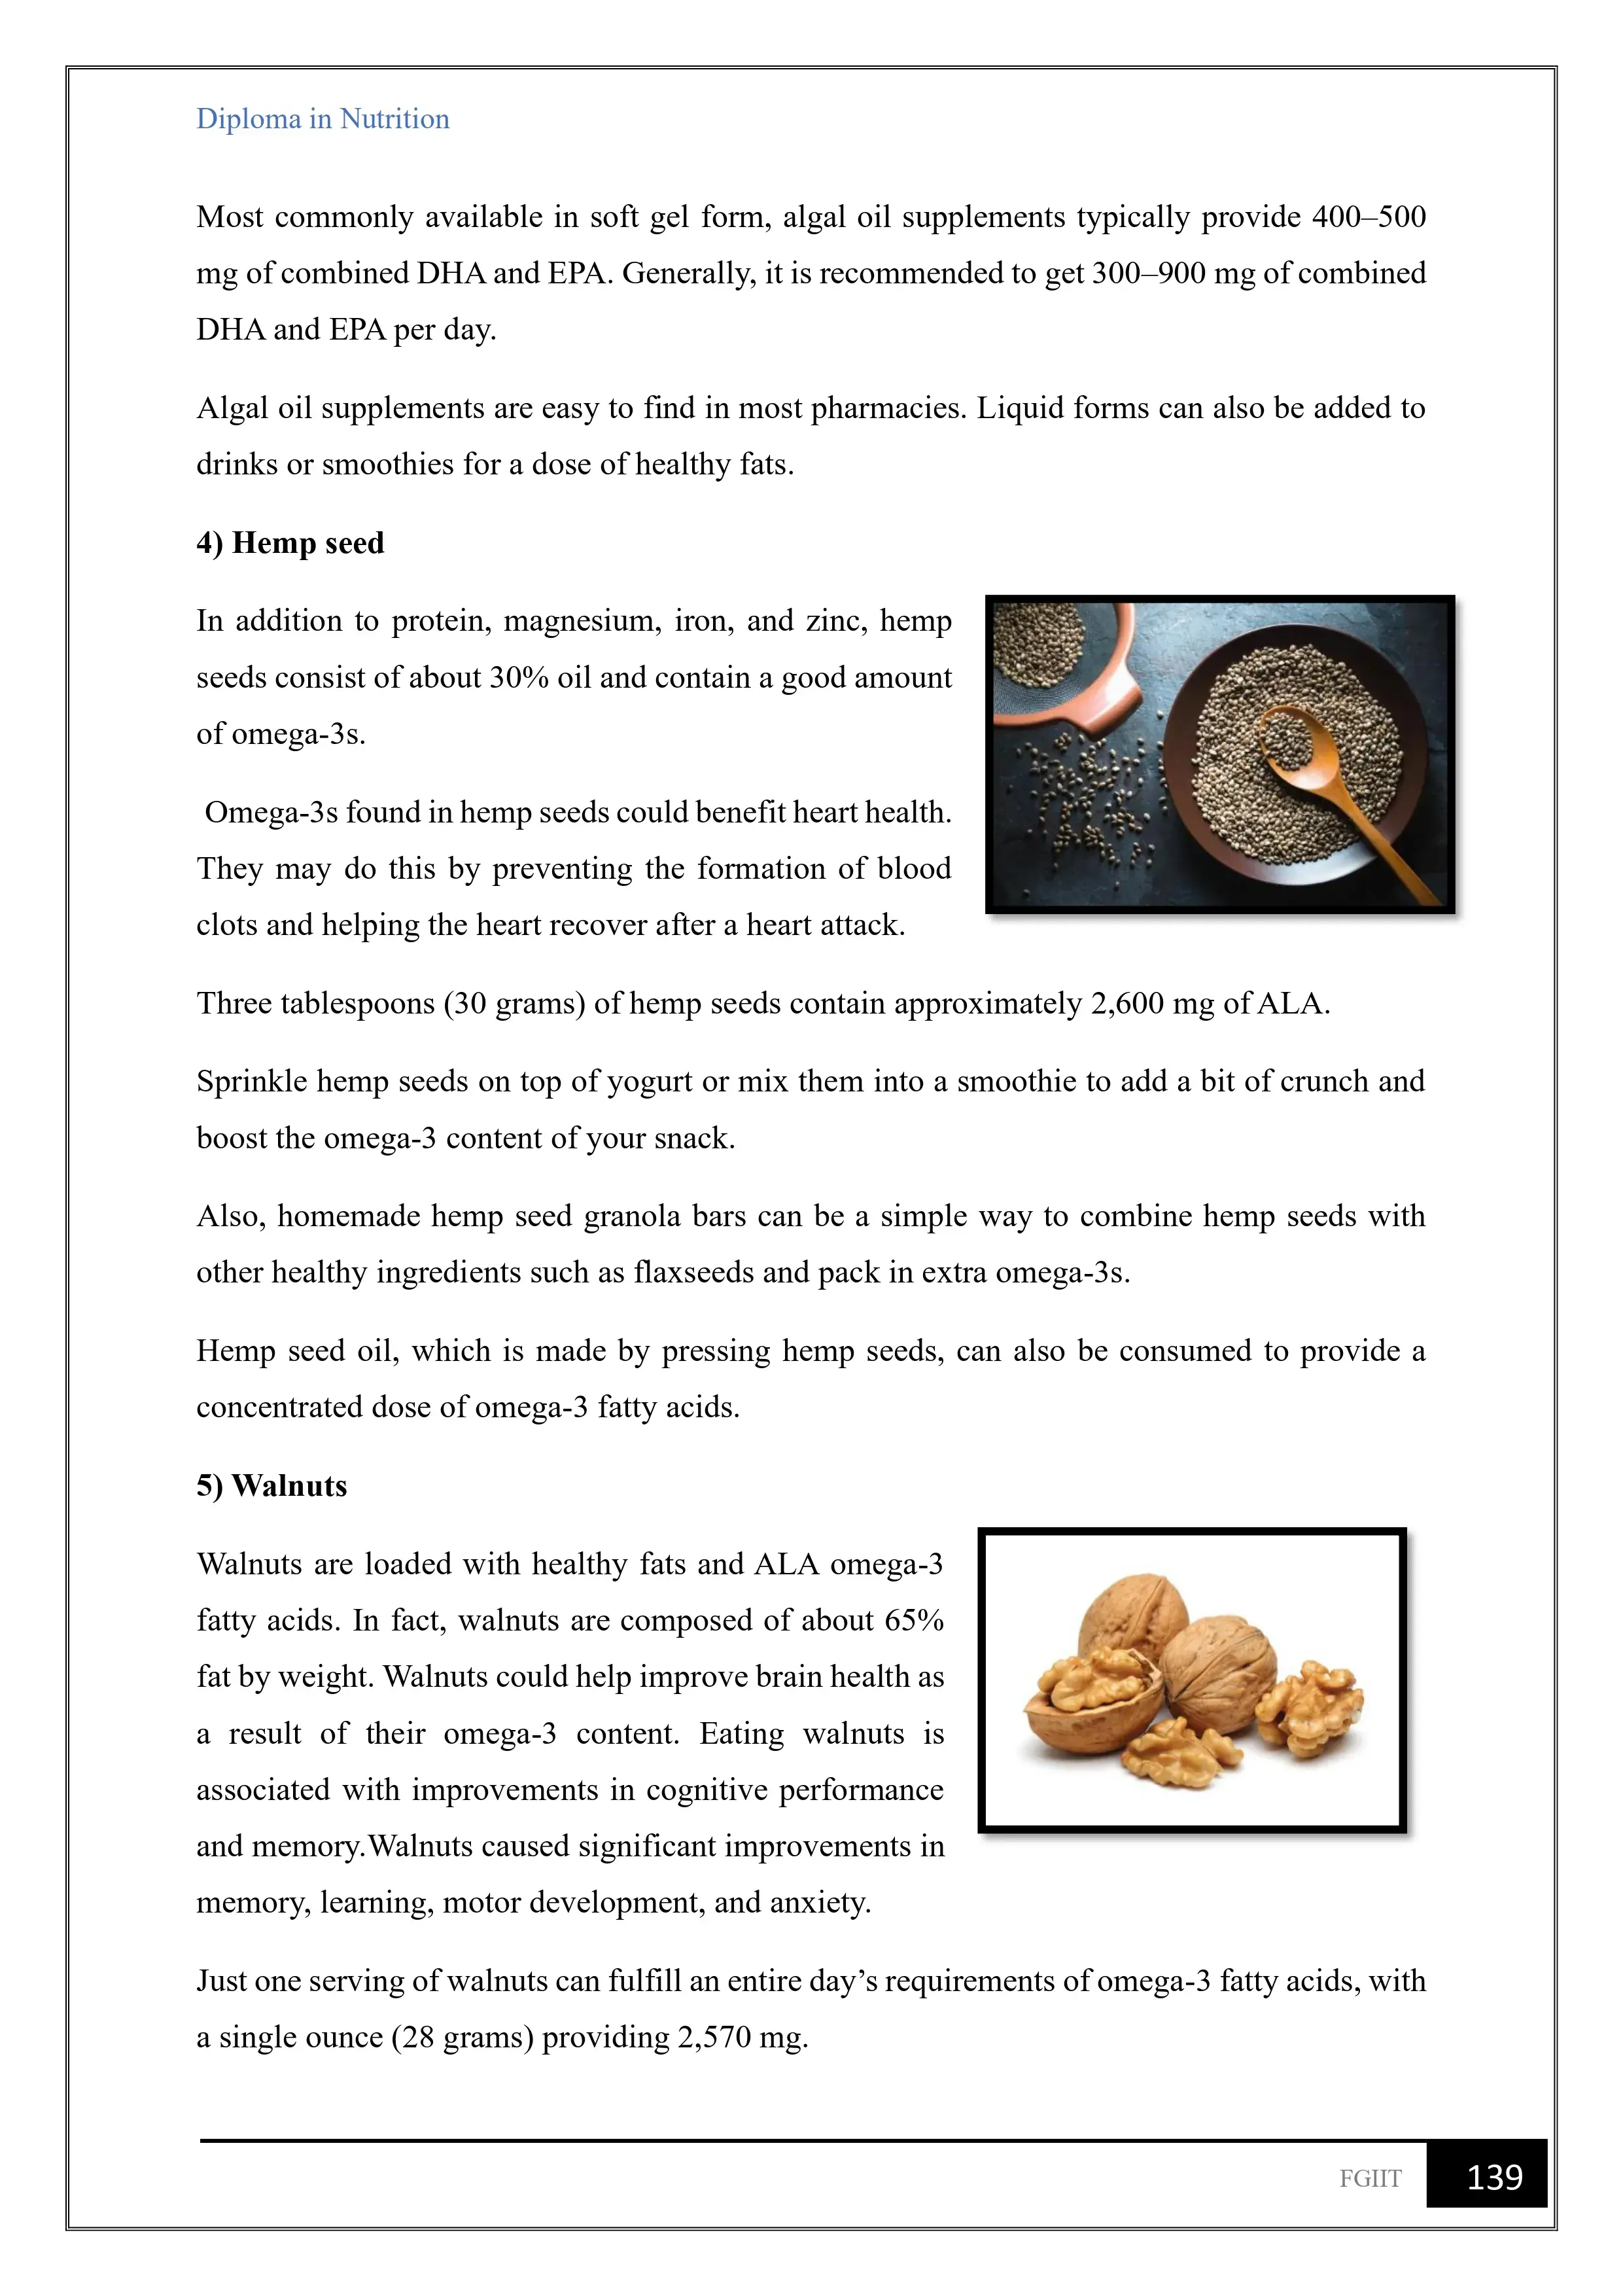 Diploma in Nutrition
Most commonly available in soft gel form, algal oil supplements typically provide 400–500
mg of combined DHA and EPA. Generally, it is recommended to get 300–900 mg of combined
DHA and EPA per day.
Algal oil supplements are easy to find in most pharmacies. Liquid forms can also be added to
drinks or smoothies for a dose of healthy fats.
4) Hemp seed
In addition to protein, magnesium, iron, and zinc, hemp
seeds consist of about 30% oil and contain a good amount
of omega-3s.
Omega-3s found in hemp seeds could benefit heart health.
They may do this by preventing the formation of blood
clots and helping the heart recover after a heart attack.
Three tablespoons (30 grams) of hemp seeds contain approximately 2,600 mg of ALA.
Sprinkle hemp seeds on top of yogurt or mix them into a smoothie to add a bit of crunch and
boost the omega-3 content of your snack.
Also, homemade hemp seed granola bars can be a simple way to combine hemp seeds with
other healthy ingredients such as flaxseeds and pack in extra omega-3s.
Hemp seed oil, which is made by pressing hemp seeds, can also be consumed to provide a
concentrated dose of omega-3 fatty acids.
5) Walnuts
Walnuts are loaded with healthy fats and ALA omega-3
fatty acids. In fact, walnuts are composed of about 65%
fat by weight. Walnuts could help improve brain health as
a result of their omega-3 content. Eating walnuts is
associated with improvements in cognitive performance
and memory.Walnuts caused significant improvements in
memory, learning, motor development, and anxiety.
Just one serving of walnuts can fulfill an entire day’s requirements of omega-3 fatty acids, with
a single ounce (28 grams) providing 2,570 mg.
FGIIT 139